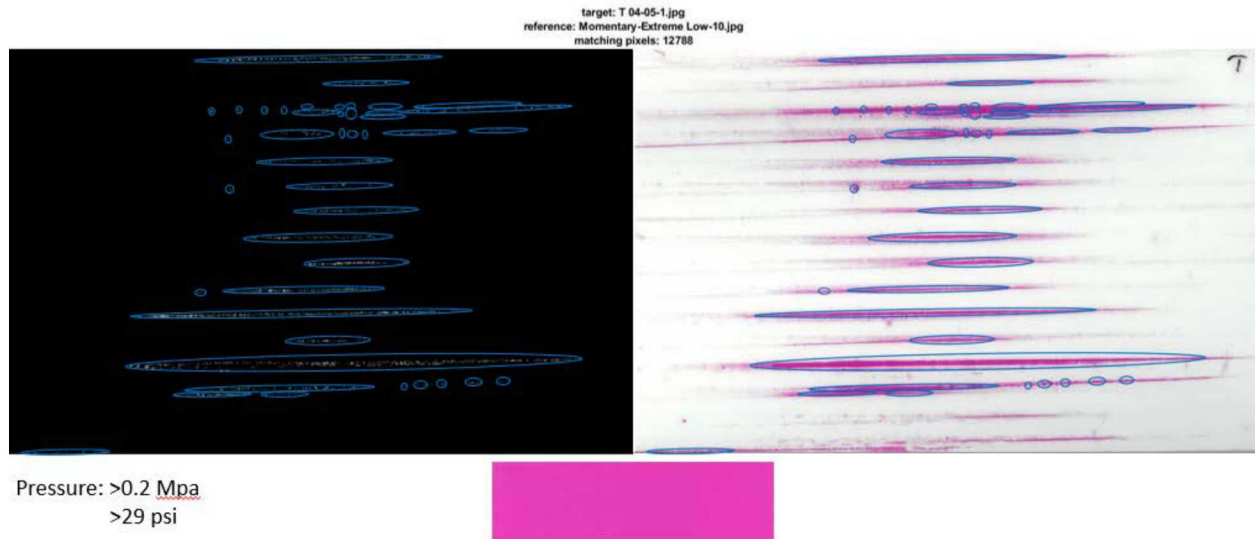 target: T 04-05-1.jpg
reference: Momentary-Extreme Low-10.jpg
matching pixels: 12788
T
Pressure: >0.2 Mpa
>29 psi